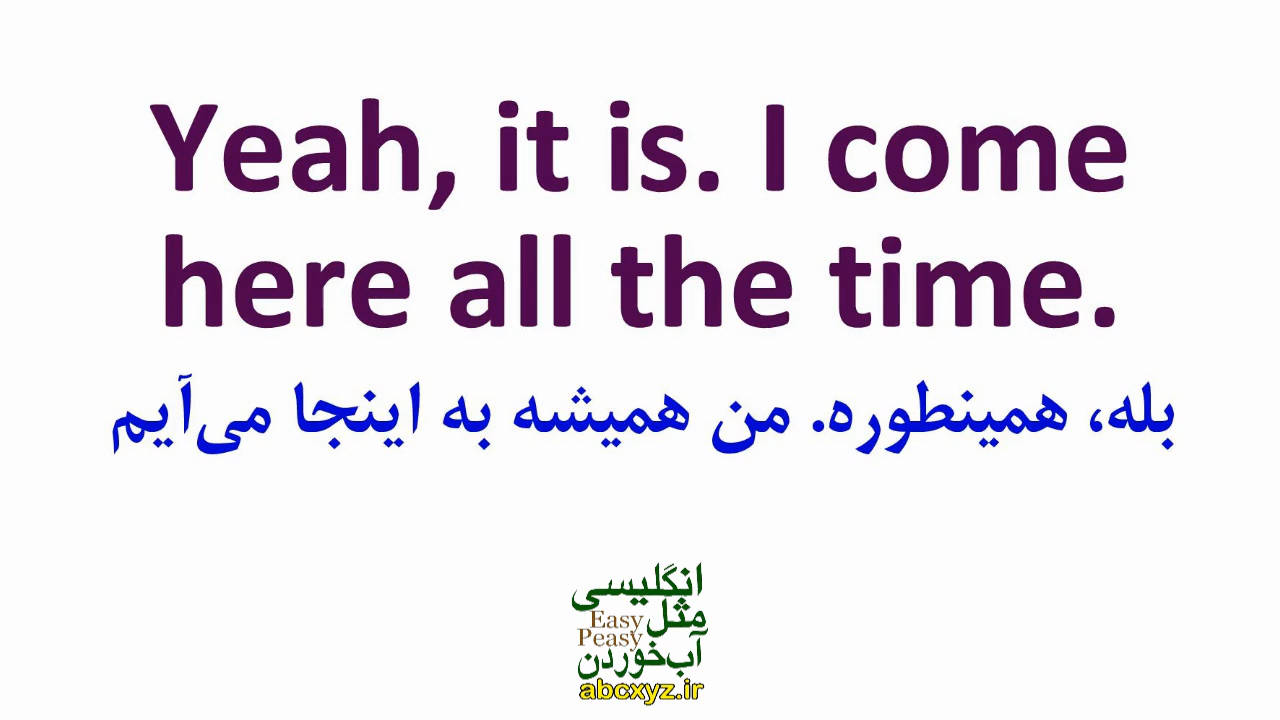 Yeah, it is. I come
here all the time.
بله، همینطوره. من همیشه به اینجا می‌آیم
انگلیسی
مثل
Easy
Peasy
آب‌خوردن
abcxyz.ir